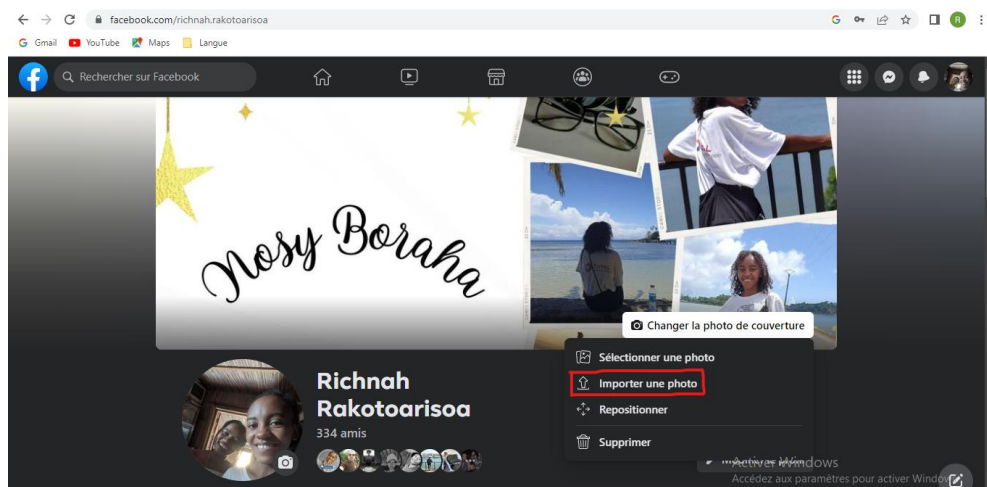 facebook.com/richnah.rakotoarisoa
Gmail YouTube Maps Langue
Rechercher sur Facebook
Nosy Boraha
Changer la photo de couverture
Sélectionner une photo
Importer une photo
Repositionner
Supprimer
Richnah
Rakotoarisoa
334 amis
Activer Windows
Accédez aux paramètres pour activer Windows